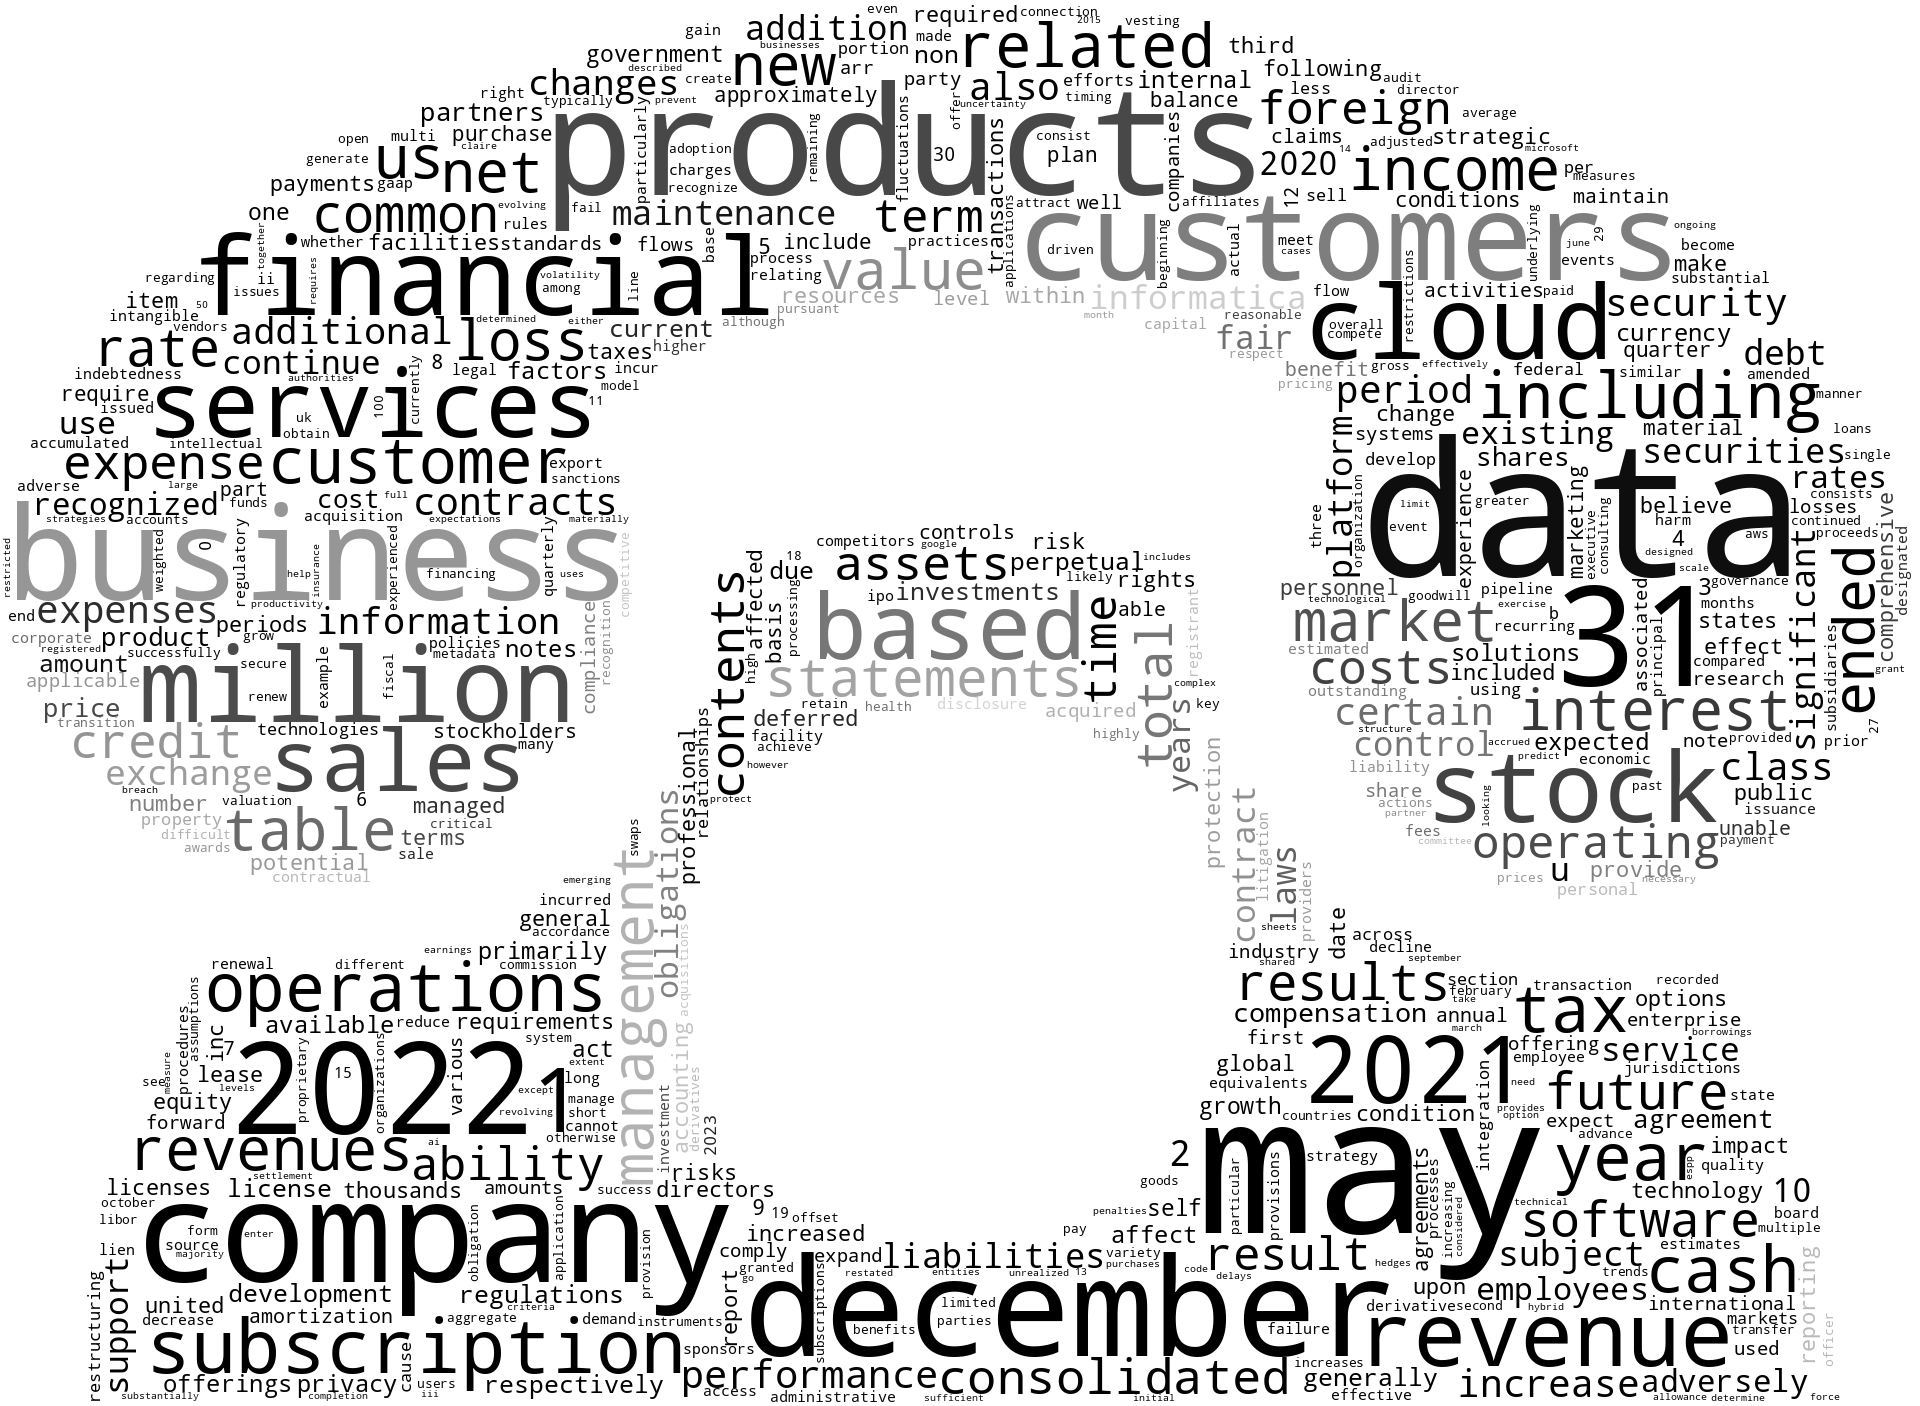 even required connection
gain addition 2015 vesting
government businesses made related third
described new portion non
changes create arr party also efforts internal following audit
right typically prevent approximately uncertainty timing balance less director
partners particularly products offer foreign average
open multi purchase remaining fluctuations consist companies claims adjusted strategic
claire adoption 30 transactions plan 14 microsoft
generate us net charges 2020 income per
payments gaap recognize affiliates 12 sell conditions measures maintain
one common evolving fail maintenance term attract well
rules customers ongoing
together whether facilities standards flows base 5 include practices applications driven beginning actual meet underlying june 29 become
financial process cases events make
regarding ii requires volatility line relating value restrictions substantial
item 50 issues among resources level within informatica flow activities paid
intangible pursuant month reasonable cloud security
vendors additional determined either current although capital fair overall currency
rate loss taxes higher respect compete quarter debt
continue 8 legal factors incur benefit gross effectively
indebtedness authorities currently model pricing federal similar amended
require services 11 period including manner
issued 100 platform change
use uk systems existing material loans
accumulated intellectual obtain
expense customer export develop shares securities single
adverse large sanctions experience marketing rates
recognized part cost full contracts organization data greater believe consists
funds acquisition limit comprehensive
strategies accounts expectations materially controls three event executive consulting harm losses continued
business competitors google assets risk 4 aws proceeds
restricted weighted 0 regulatory insurance experienced financing quarterly competitive 18 due perpetual includes designed
help uses likely rights personnel scale governance designated
productivity ipo investments technological goodwill pipeline 31 3
end expenses affected processing based able exercise b months
periods information compliance basis time market recurring associated states significant ended
corporate product grow recognition contents registrant effect
registered successfully policies solutions principal compared
amount secure metadata notes high statements total estimated costs included research subsidiaries grant
applicable million example fiscal complex using
price renew retain health disclosure acquired key outstanding certain interest
transition technologies stockholders deferred highly years structure
credit many facility control accrued expected note provided prior 27
sales achieve liability predict economic class
exchange however
breach 6 relationships protect protection share stock past public
number valuation managed professional actions looking issuance
property critical partner
table terms contract fees operating unable
difficult awards sale swaps obligations litigation committee payment
potential laws prices u provide necessary
contractual emerging management providers personal
incurred sheets
general date
accordance across
earnings primarily industry decline
renewal different commission shared september
operations acquisitions results section recorded
assumptions february transaction
procedures available reduce requirements compensation take annual tax options
inc system first march enterprise borrowings
7 2022 act accounting global 2021 offering service
see measure lease levels proprietary 15 organizations various extent long equivalents employee jurisdictions
equity 1 except manage derivatives growth need future state
revolving short countries condition integration provides
forward cannot option expect agreement
revenues ai otherwise investment 2023 2 advance impact
ability may strategy year quality
settlement risks espp
licenses license thousands amounts success directors goods particular provisions agreements processes technology 10
october 9 19 penalties self technical board
libor company offset pay software multiple
form enter increased affect increasing considered
lien source majority obligation application comply expand liabilities variety result subject estimates
restructuring provision granted purchases hedges trends cash
support development go restated entities unrealized 13 code delays upon employees reporting
united regulations report subscriptions december derivative second hybrid international
decrease amortization criteria limited
aggregate demand instruments benefits parties failure revenue markets
subscription transfer officer
cause sponsors used
offerings privacy users respectively performance consolidated increases generally increase adversely
substantially completion iii access administrative sufficient initial effective allowance determine force